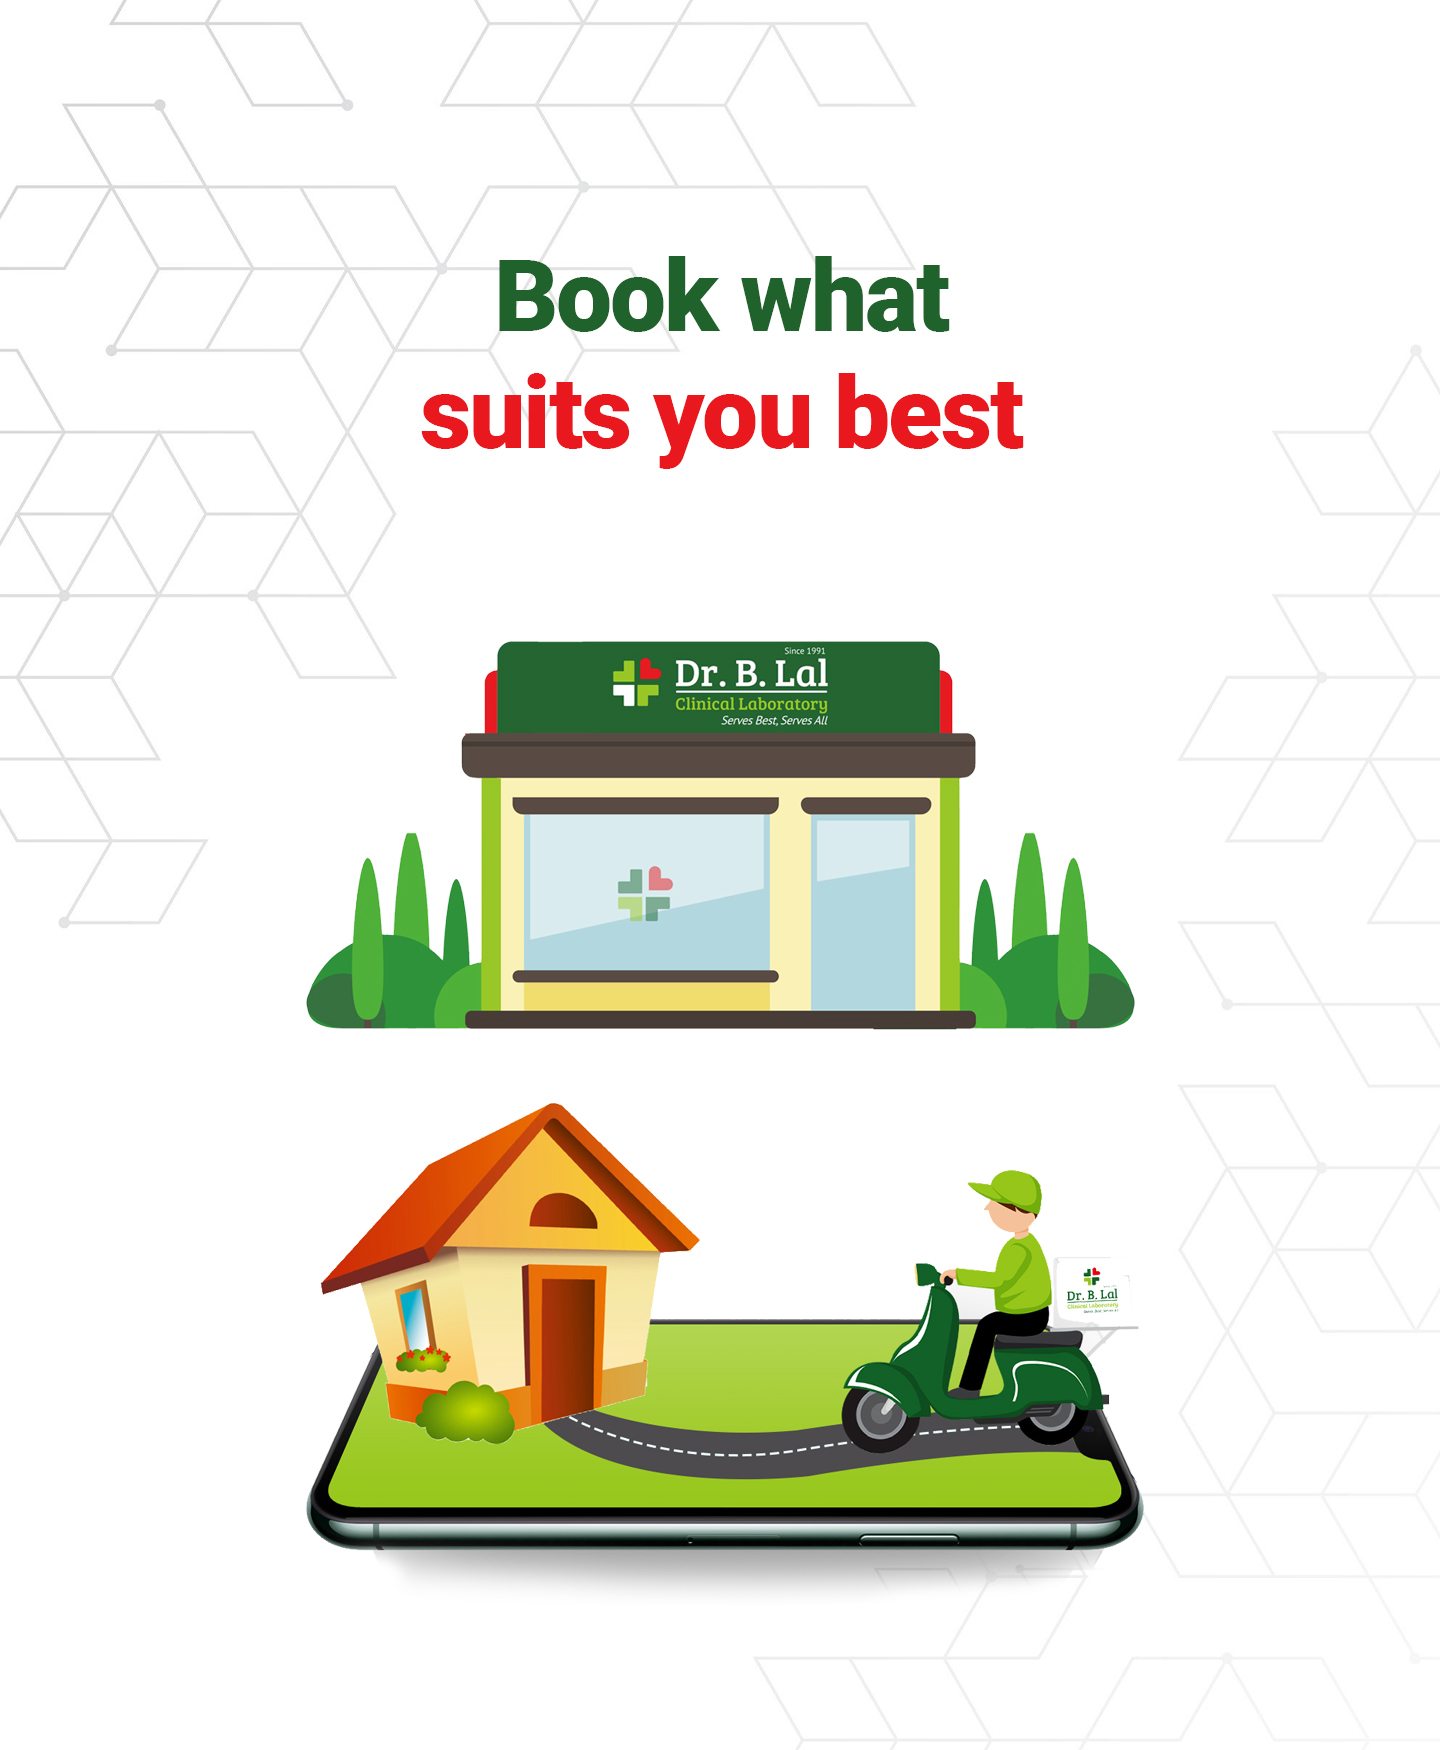 Book what
suits you best
Since 1991
Dr. B. Lal
Clinical Laboratory
Serves Best, Serves All
Dr. B. Lal
Clinical Laboratory